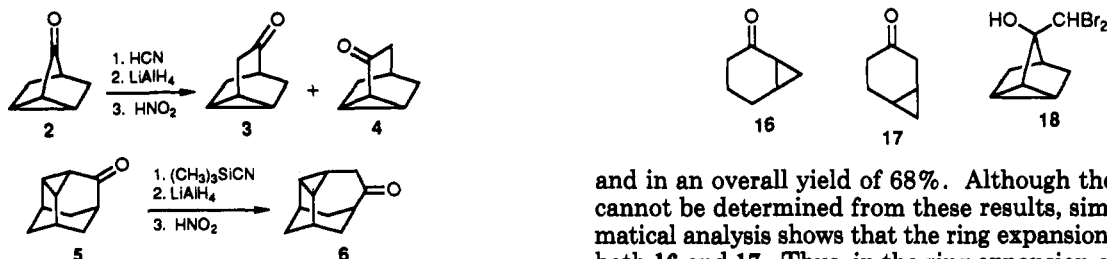 O
1. HCN
2. LiAlH4
3. HNO2
O
+
O
2
3
4
O
1. (CH3)3SiCN
2. LiAlH4
3. HNO2
O
5
6
O
16
O
17
HO
CHBr2
18
and in an overall yield of 68%. Although the
cannot be determined from these results, sim
matical analysis shows that the ring expansion
both 16 and 17. Thus, in the ring expansion